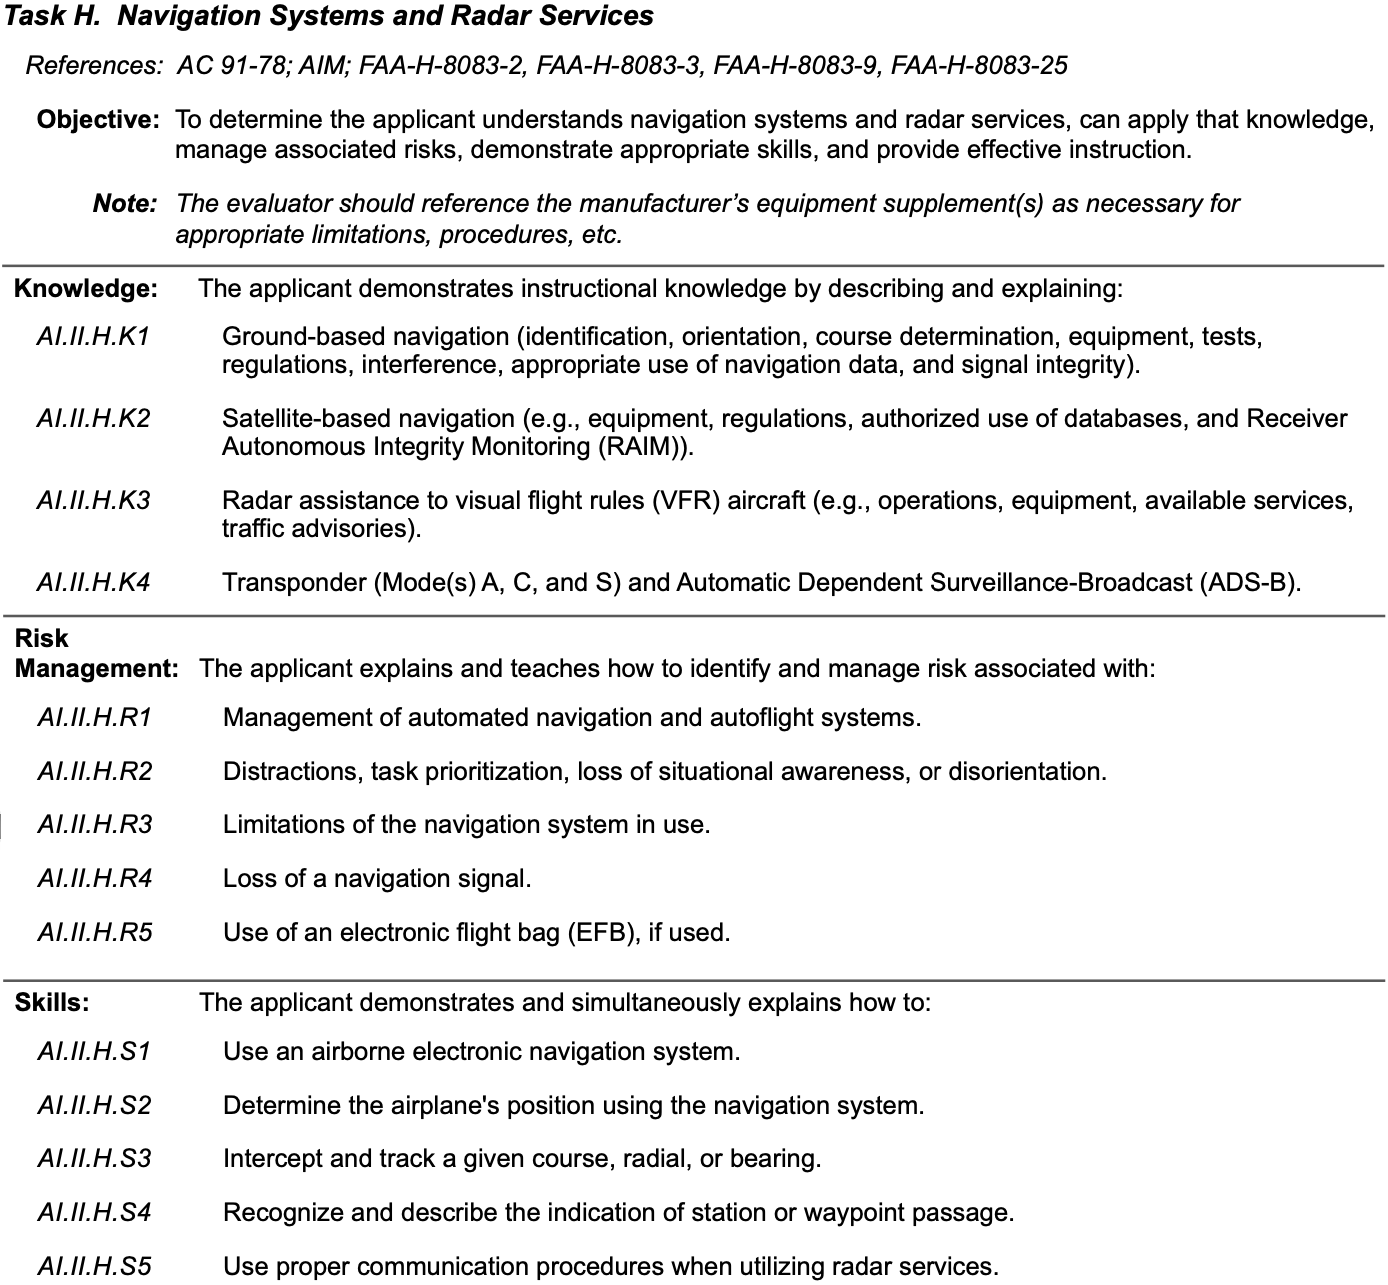 Task H. Navigation Systems and Radar Services
References: AC 91-78; AIM; FAA-H-8083-2, FAA-H-8083-3, FAA-H-8083-9, FAA-H-8083-25
Objective: To determine the applicant understands navigation systems and radar services, can apply that knowledge,
manage associated risks, demonstrate appropriate skills, and provide effective instruction.
Note: The evaluator should reference the manufacturer’s equipment supplement(s) as necessary for
appropriate limitations, procedures, etc.
Knowledge: The applicant demonstrates instructional knowledge by describing and explaining:
AI.II.H.K1 Ground-based navigation (identification, orientation, course determination, equipment, tests,
regulations, interference, appropriate use of navigation data, and signal integrity).
AI.II.H.K2 Satellite-based navigation (e.g., equipment, regulations, authorized use of databases, and Receiver
Autonomous Integrity Monitoring (RAIM)).
AI.II.H.K3 Radar assistance to visual flight rules (VFR) aircraft (e.g., operations, equipment, available services,
traffic advisories).
AI.II.H.K4 Transponder (Mode(s) A, C, and S) and Automatic Dependent Surveillance-Broadcast (ADS-B).
Risk
Management: The applicant explains and teaches how to identify and manage risk associated with:
AI.II.H.R1 Management of automated navigation and autoflight systems.
AI.II.H.R2 Distractions, task prioritization, loss of situational awareness, or disorientation.
AI.II.H.R3 Limitations of the navigation system in use.
AI.II.H.R4 Loss of a navigation signal.
AI.II.H.R5 Use of an electronic flight bag (EFB), if used.
Skills: The applicant demonstrates and simultaneously explains how to:
AI.II.H.S1 Use an airborne electronic navigation system.
AI.II.H.S2 Determine the airplane's position using the navigation system.
AI.II.H.S3 Intercept and track a given course, radial, or bearing.
AI.II.H.S4 Recognize and describe the indication of station or waypoint passage.
AI.II.H.S5 Use proper communication procedures when utilizing radar services.